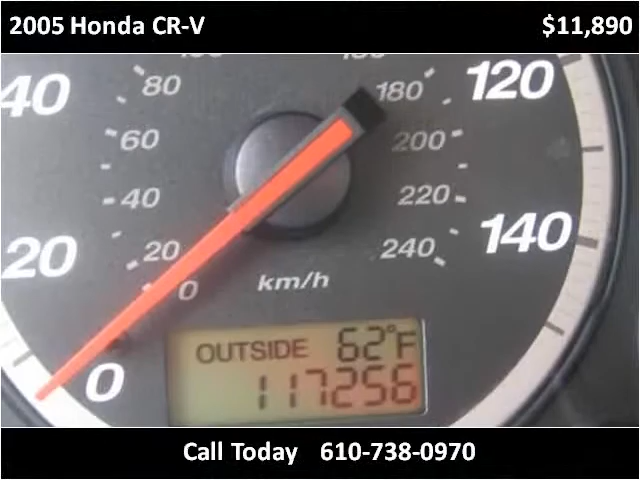 2005 Honda CR-V $11,890
40 80 180 120
60 200
40 220
20 20 240 140
0 km/h
OUTSIDE 62°F
0 117256
Call Today 610-738-0970